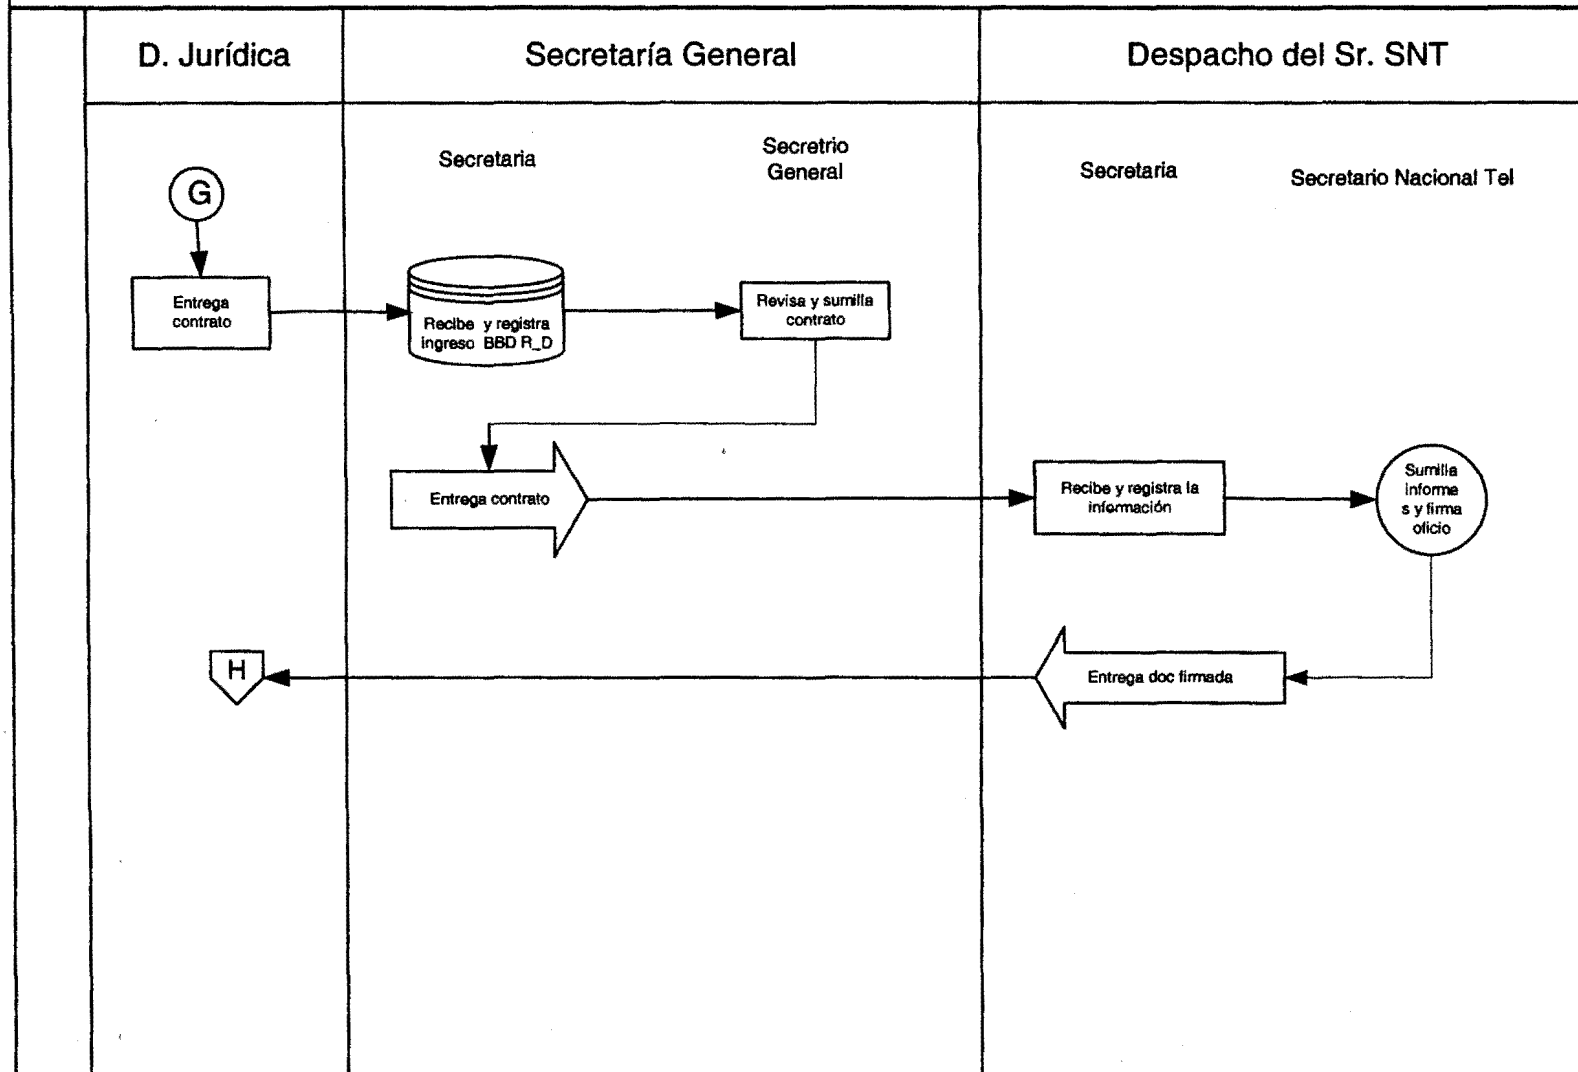 D. Jurídica
Secretaría General
Despacho del Sr. SNT
Secretaria
Secretrio
General
Secretaria
Secretario Nacional Tel
G
Entrega
contrato
Recibe y registra
ingreso BBD R_D
Revisa y sumilla
contrato
Entrega contrato
Recibe y registra la
información
Sumilla
informe
s y firma
oficio
H
Entrega doc firmada